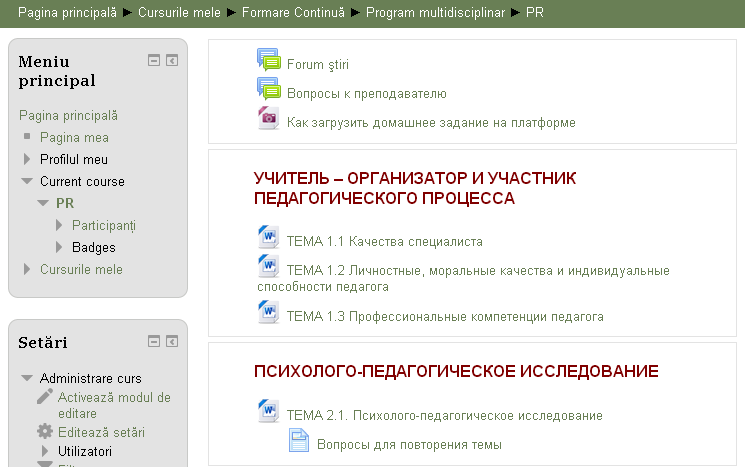 Pagina principală ► Cursurile mele ► Formare Continuă ► Program multidisciplinar ► PR
Meniu
principal
Pagina principală
Pagina mea
Profilul meu
Current course
PR
Participanți
Badges
Cursurile mele
Setări
Administrare curs
Activează modul de
editare
Editează setări
Utilizatori
Forum ştiri
Вопросы к преподавателю
Как загрузить домашнее задание на платформе
УЧИТЕЛЬ – ОРГАНИЗАТОР И УЧАСТНИК
ПЕДАГОГИЧЕСКОГО ПРОЦЕССА
ТЕМА 1.1 Качества специалиста
ТЕМА 1.2 Личностные, моральные качества и индивидуальные
способности педагога
ТЕМА 1.3 Профессиональные компетенции педагога
ПСИХОЛОГО-ПЕДАГОГИЧЕСКОЕ ИССЛЕДОВАНИЕ
ТЕМА 2.1. Психолого-педагогическое исследование
Вопросы для повторения темы